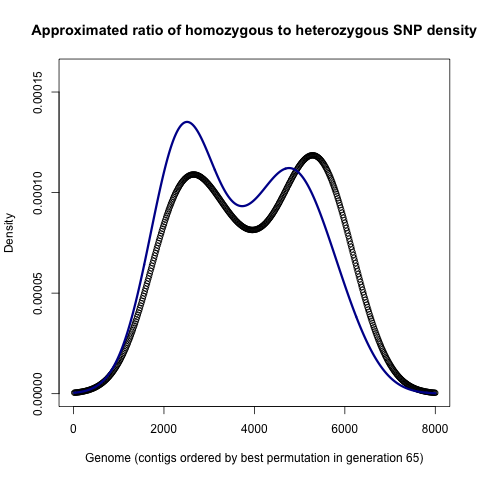 Approximated ratio of homozygous to heterozygous SNP density
Density
0.00015
0.00010
0.00005
0.00000
0 2000 4000 6000 8000
Genome (contigs ordered by best permutation in generation 65)